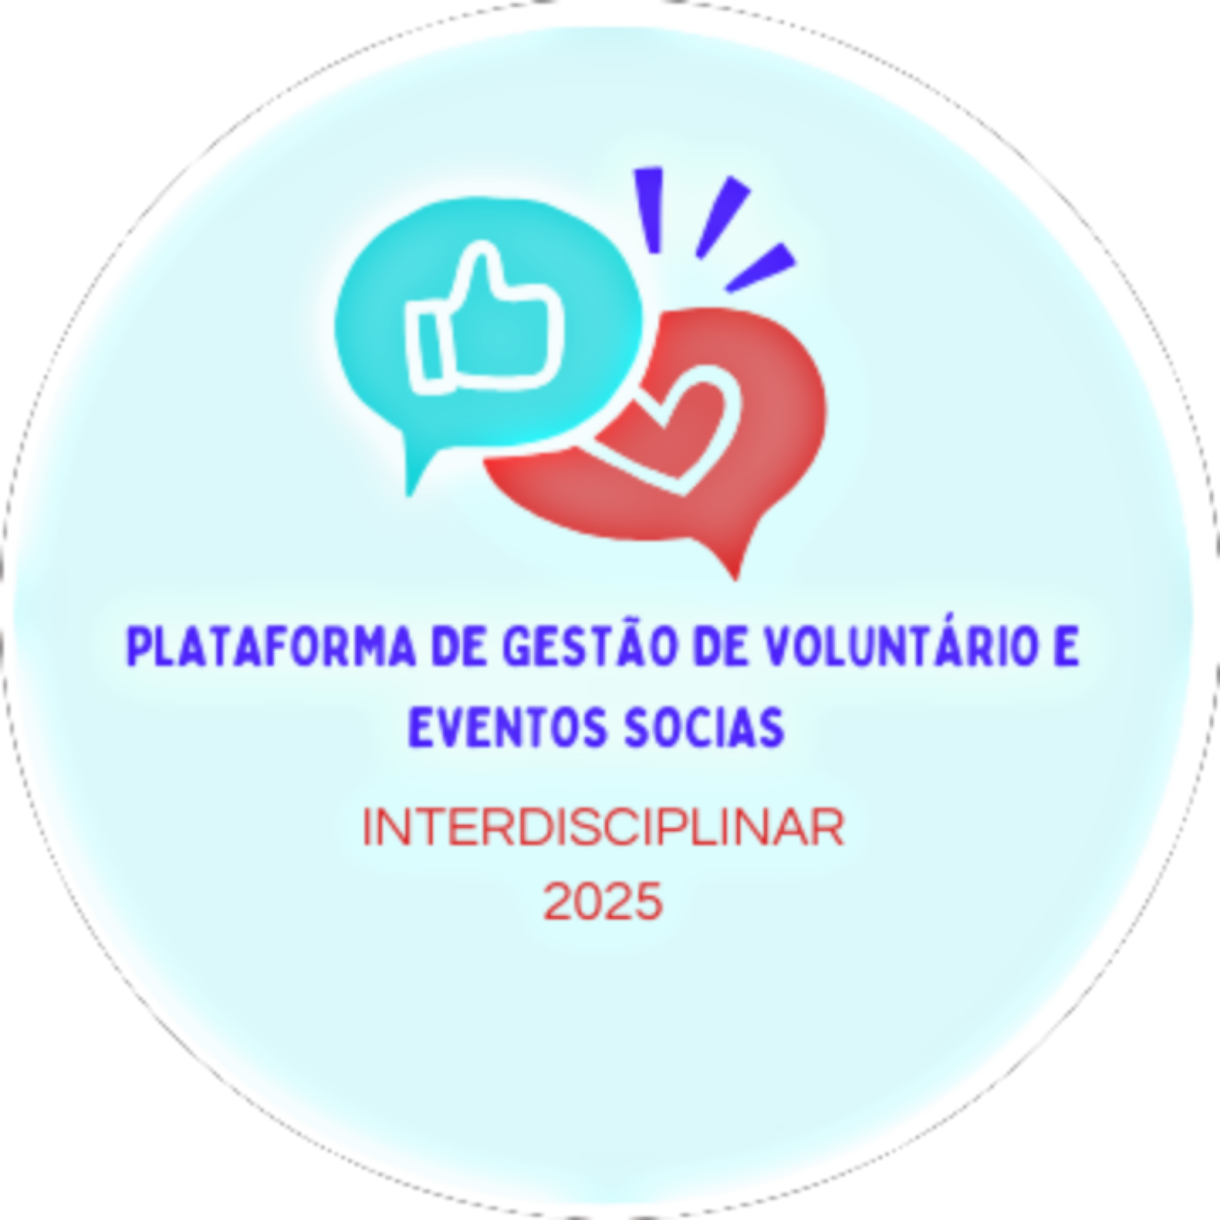 PLATAFORMA DE GESTÃO DE VOLUNTÁRIO E
EVENTOS SOCIAS
INTERDISCIPLINAR
2025